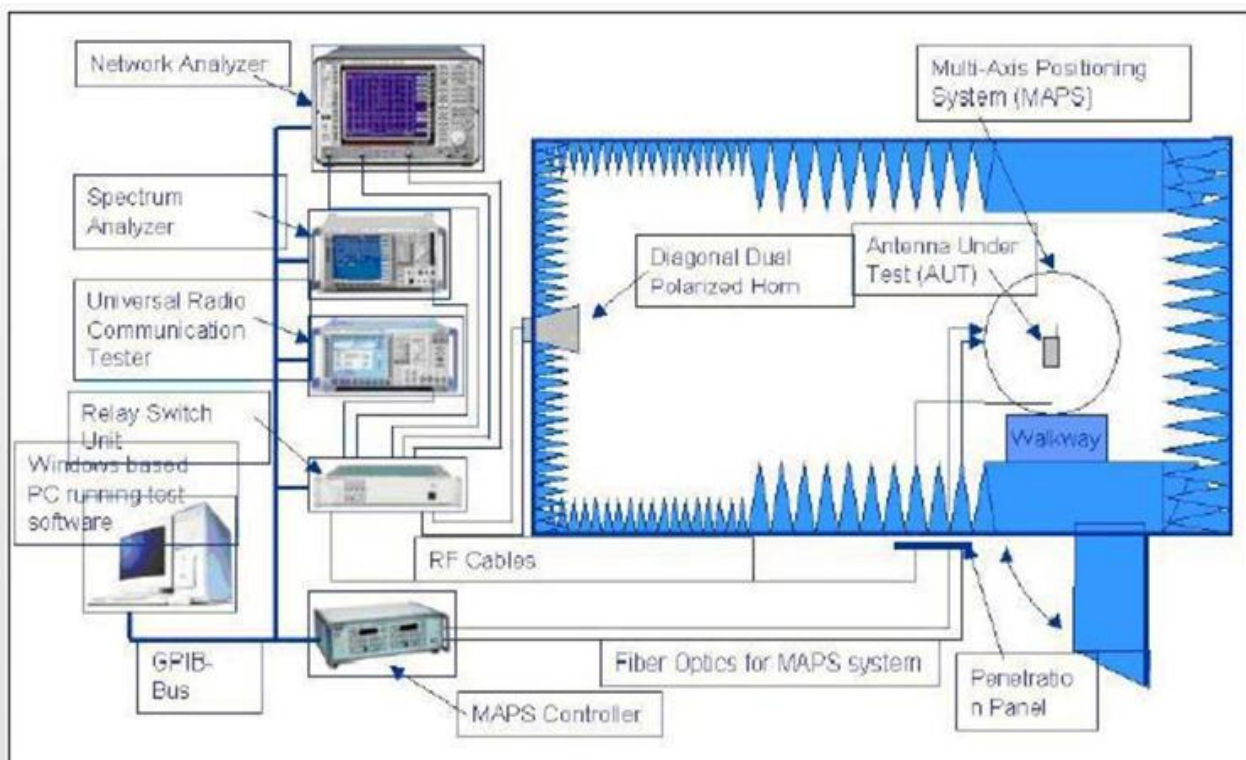 Network Analyzer
Multi-Axis Positioning
System (MAPS)
Spectrum
Analyzer
Diagonal Dual
Polarized Horn
Antenna Under
Test (AUT)
Universal Radio
Communication
Tester
Relay Switch
Unit
Walkway
Windows based
PC running test
software
RF Cables
GPIB-
Bus
Fiber Optics for MAPS system
Penetratio
n Panel
MAPS Controller